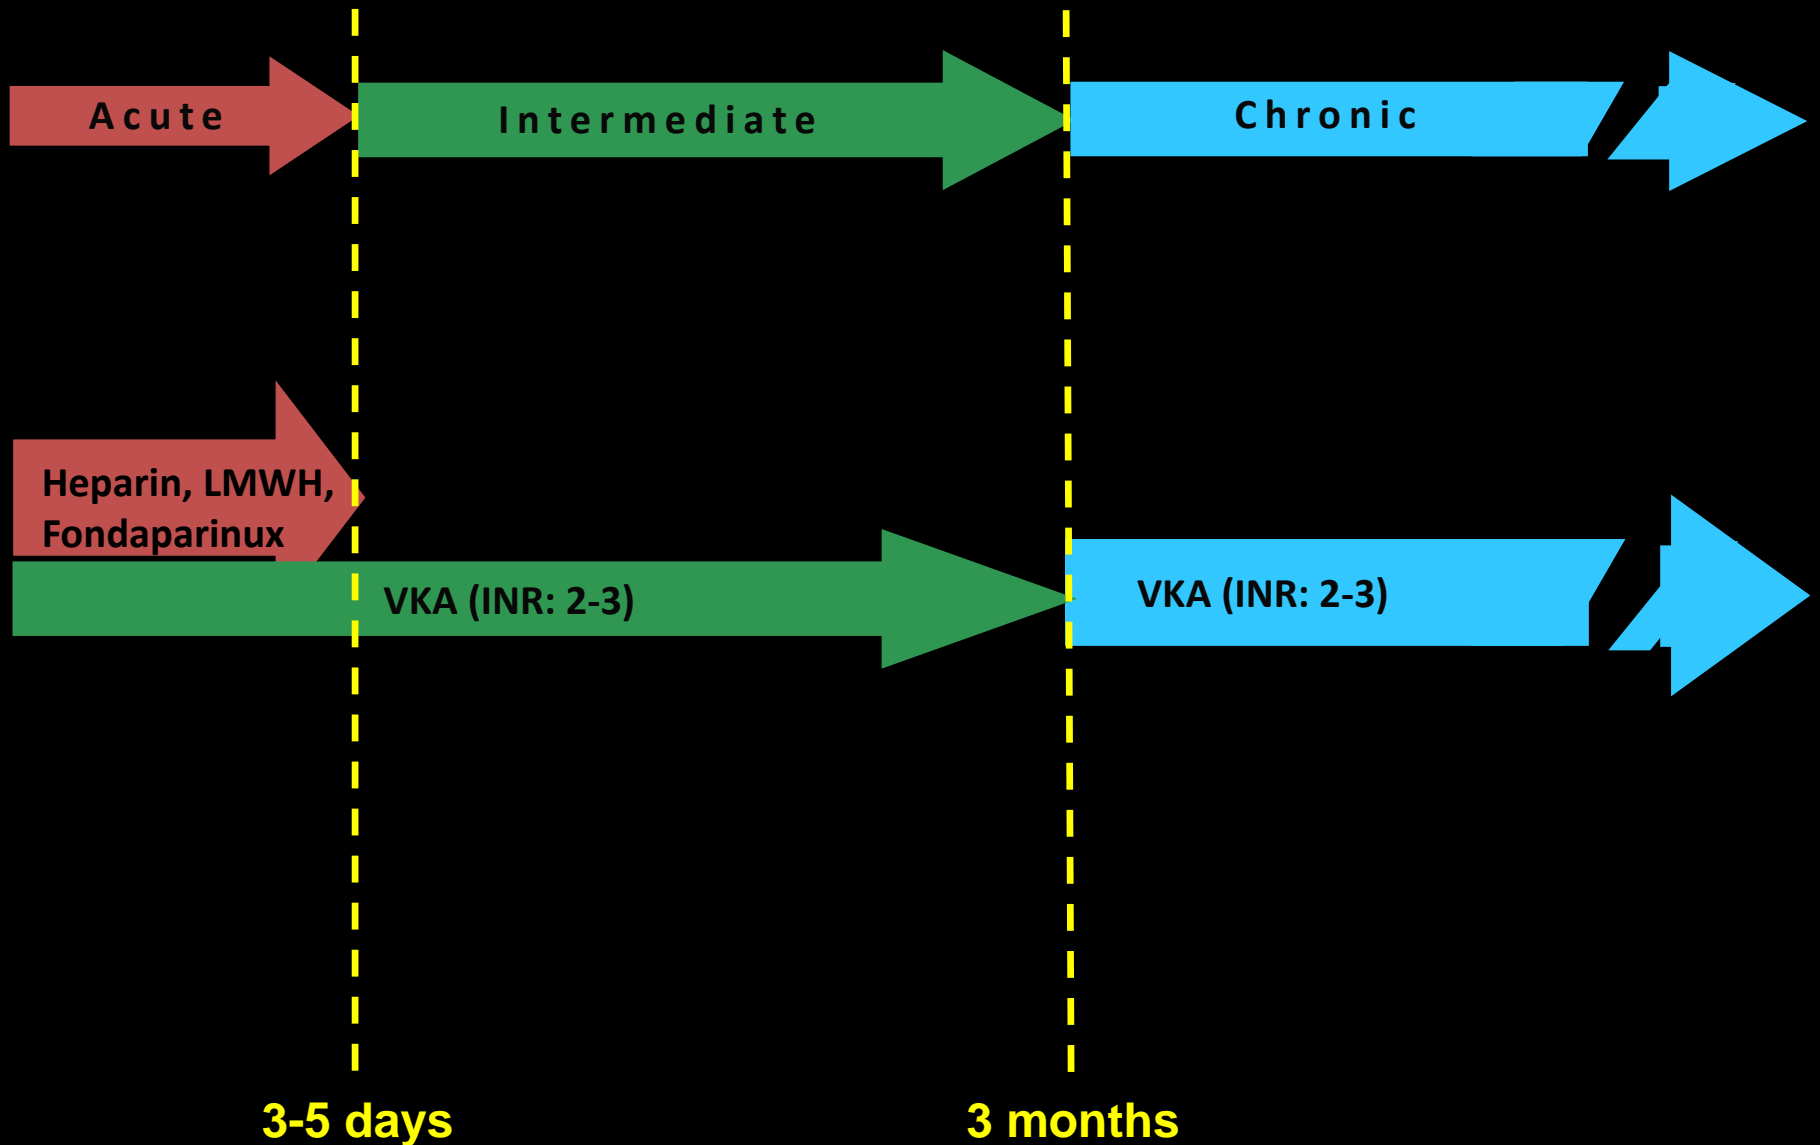 Acute
Intermediate
Chronic
Heparin, LMWH,
Fondaparinux
VKA (INR: 2-3)
VKA (INR: 2-3)
3-5 days
3 months